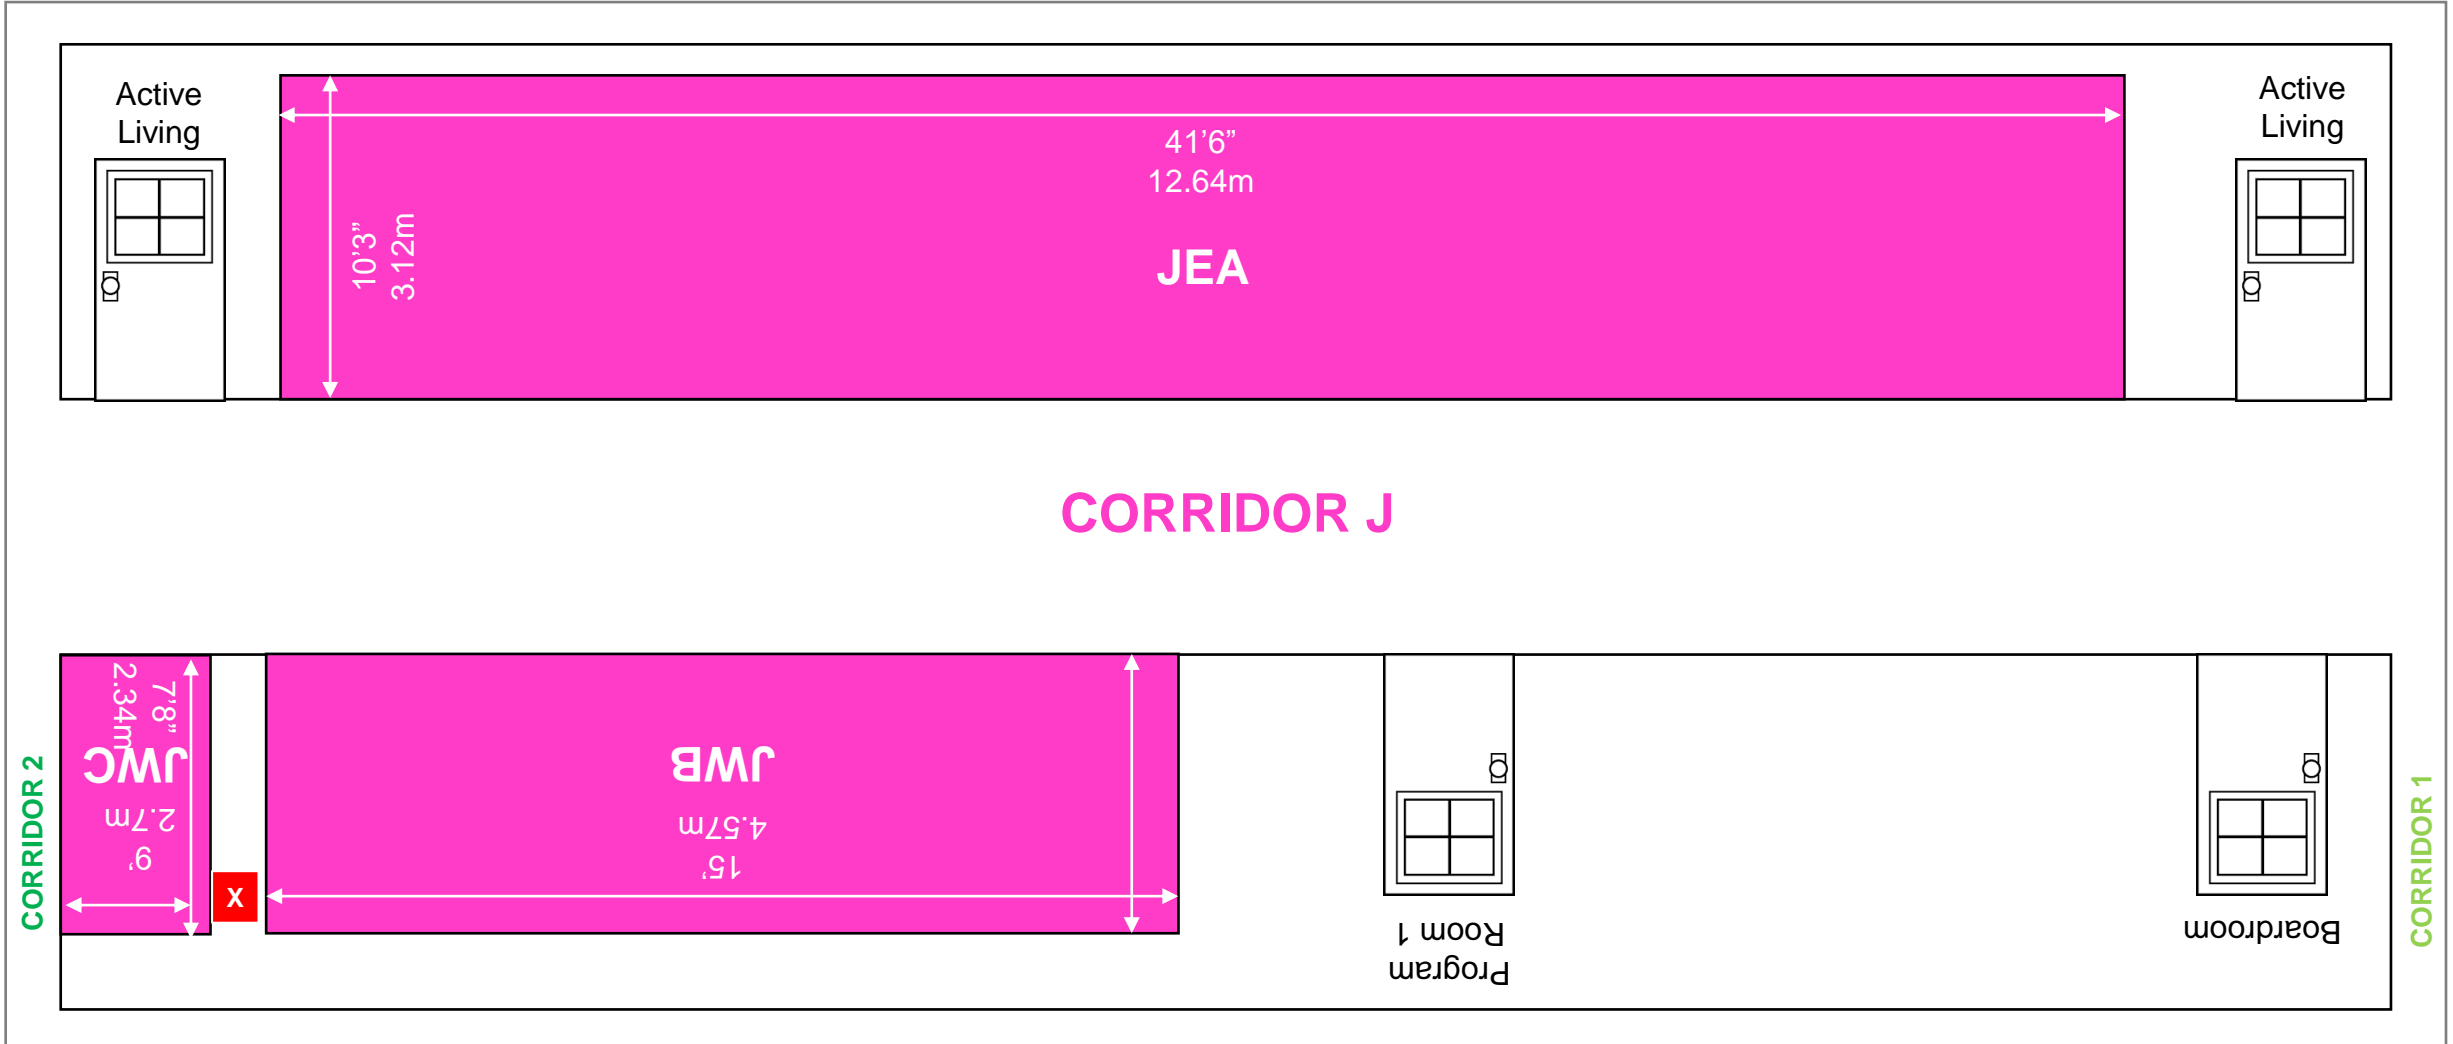 Active
Living
Active
Living
41’6”
12.64m
10’3”
3.12m
JEA
CORRIDOR J
7’8”
2.34m
JWC
9’
2.7m
X
JWB
15’
4.57m
Program
Room 1
Boardroom
CORRIDOR 2
CORRIDOR 1